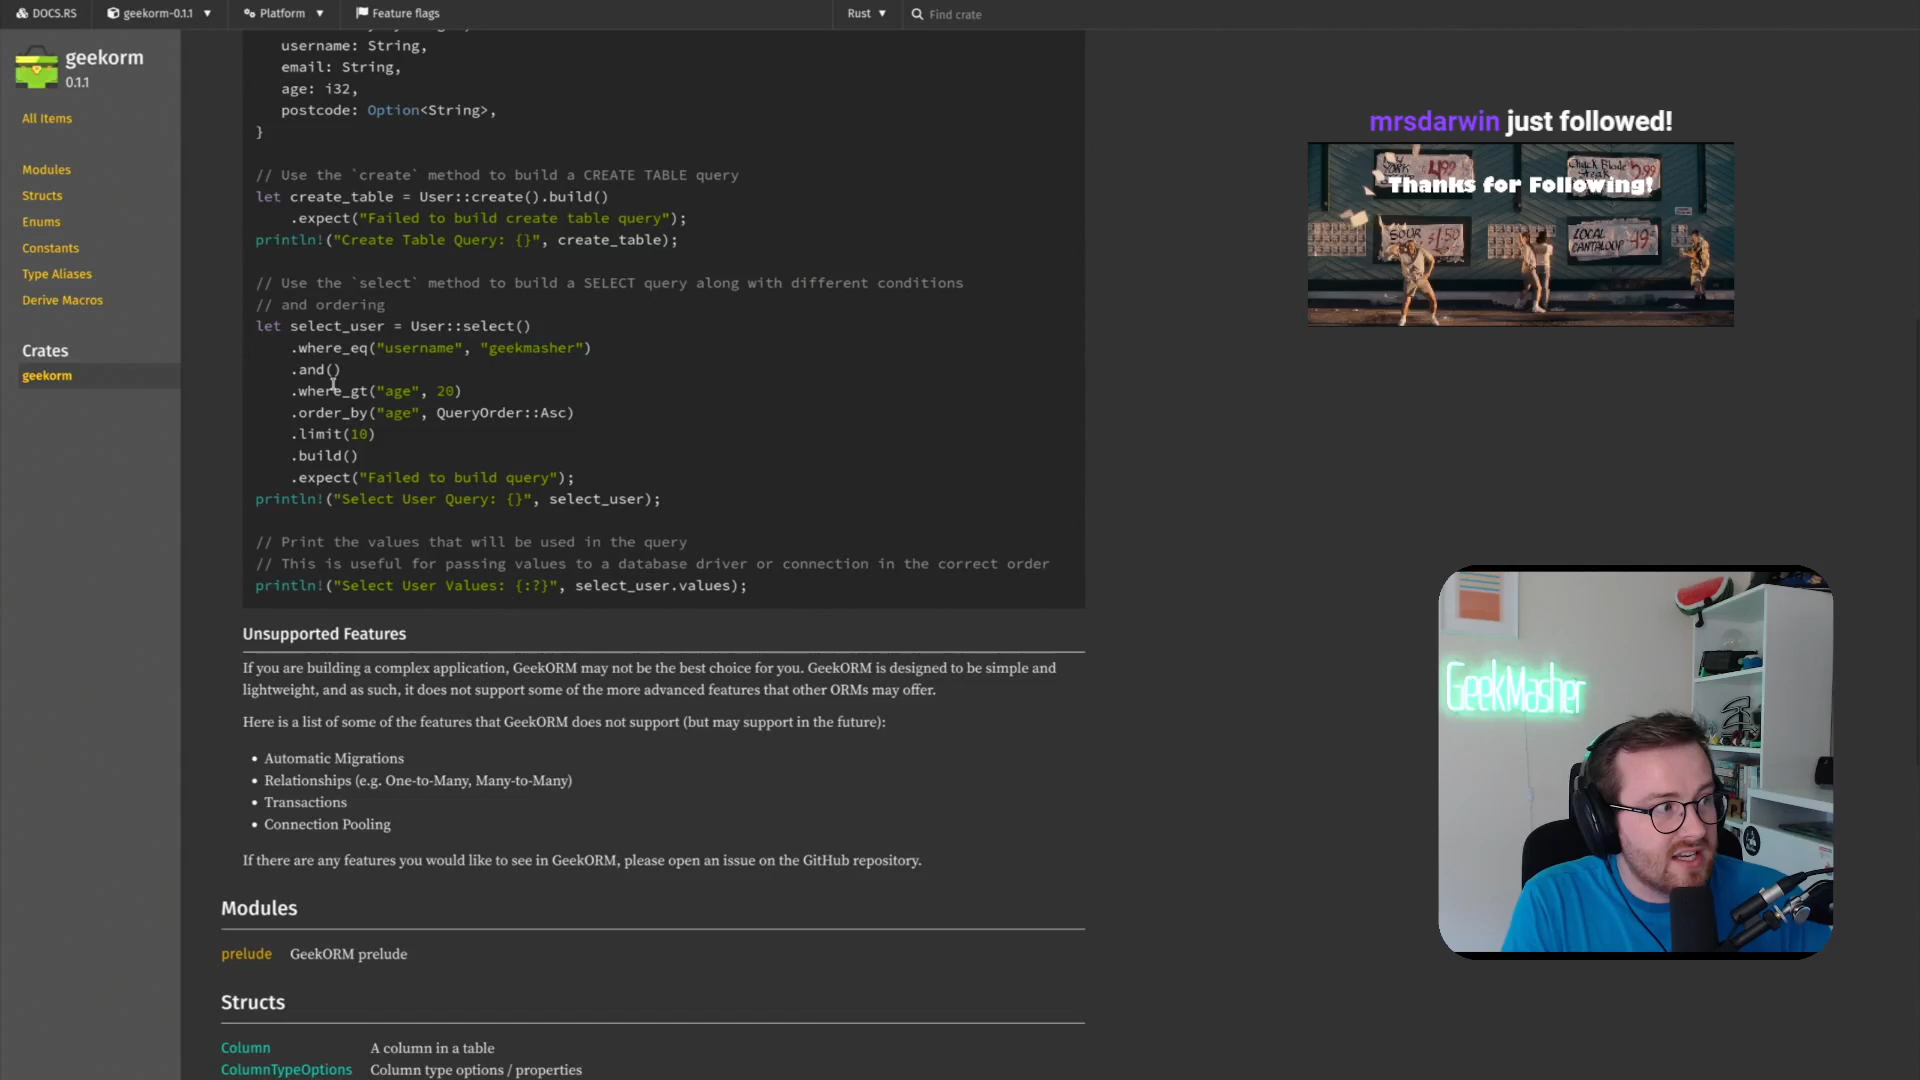 DOCS.RS
geekorm-0.1.1
Platform
Feature flags
Rust
Find crate
geekorm
0.1.1
All Items
Modules
Structs
Enums
Constants
Type Aliases
Derive Macros
Crates
geekorm
username: String,
email: String,
age: i32,
postcode: Option<String>,
}
// Use the `create` method to build a CREATE TABLE query
let create_table = User::create().build()
.expect("Failed to build create table query");
println!("Create Table Query: {}", create_table);
// Use the `select` method to build a SELECT query along with different conditions
// and ordering
let select_user = User::select()
.where_eq("username", "geekmasher")
.and()
.where_gt("age", 20)
.order_by("age", QueryOrder::Asc)
.limit(10)
.build()
.expect("Failed to build query");
println!("Select User Query: {}", select_user);
// Print the values that will be used in the query
// This is useful for passing values to a database driver or connection in the correct order
println!("Select User Values: {:?}", select_user.values);
Unsupported Features
If you are building a complex application, GeekORM may not be the best choice for you. GeekORM is designed to be simple and
lightweight, and as such, it does not support some of the more advanced features that other ORMs may offer.
Here is a list of some of the features that GeekORM does not support (but may support in the future):
• Automatic Migrations
• Relationships (e.g. One-to-Many, Many-to-Many)
• Transactions
• Connection Pooling
If there are any features you would like to see in GeekORM, please open an issue on the GitHub repository.
Modules
prelude GeekORM prelude
Structs
Column A column in a table
ColumnTypeOptions Column type options / properties
mrsdarwin just followed!
Thanks for Following!
SOUR $1.50
LOCAL
CANTALOOP
GeekMasher